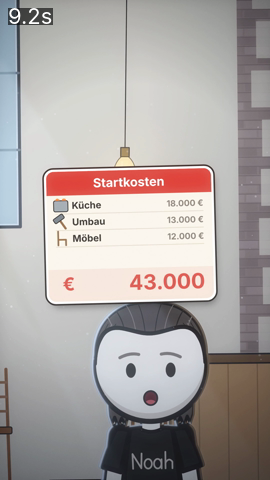 9.2s
Startkosten
Küche 18.000 €
Umbau 13.000 €
Möbel 12.000 €
€ 43.000
Noah